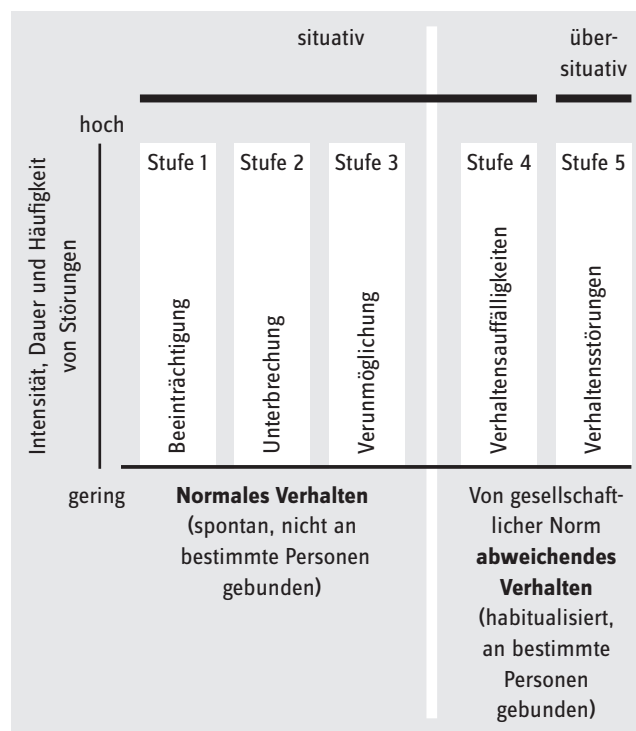 situativ
über-
situativ
hoch
Intensität, Dauer und Häufigkeit
von Störungen
Stufe 1
Stufe 2
Stufe 3
Stufe 4
Stufe 5
Beeinträchtigung
Unterbrechung
Verunmöglichung
Verhaltensauffälligkeiten
Verhaltensstörungen
gering
Normales Verhalten
(spontan, nicht an
bestimmte Personen
gebunden)
Von gesellschaft-
licher Norm
abweichendes
Verhalten
(habitualisiert,
an bestimmte
Personen
gebunden)